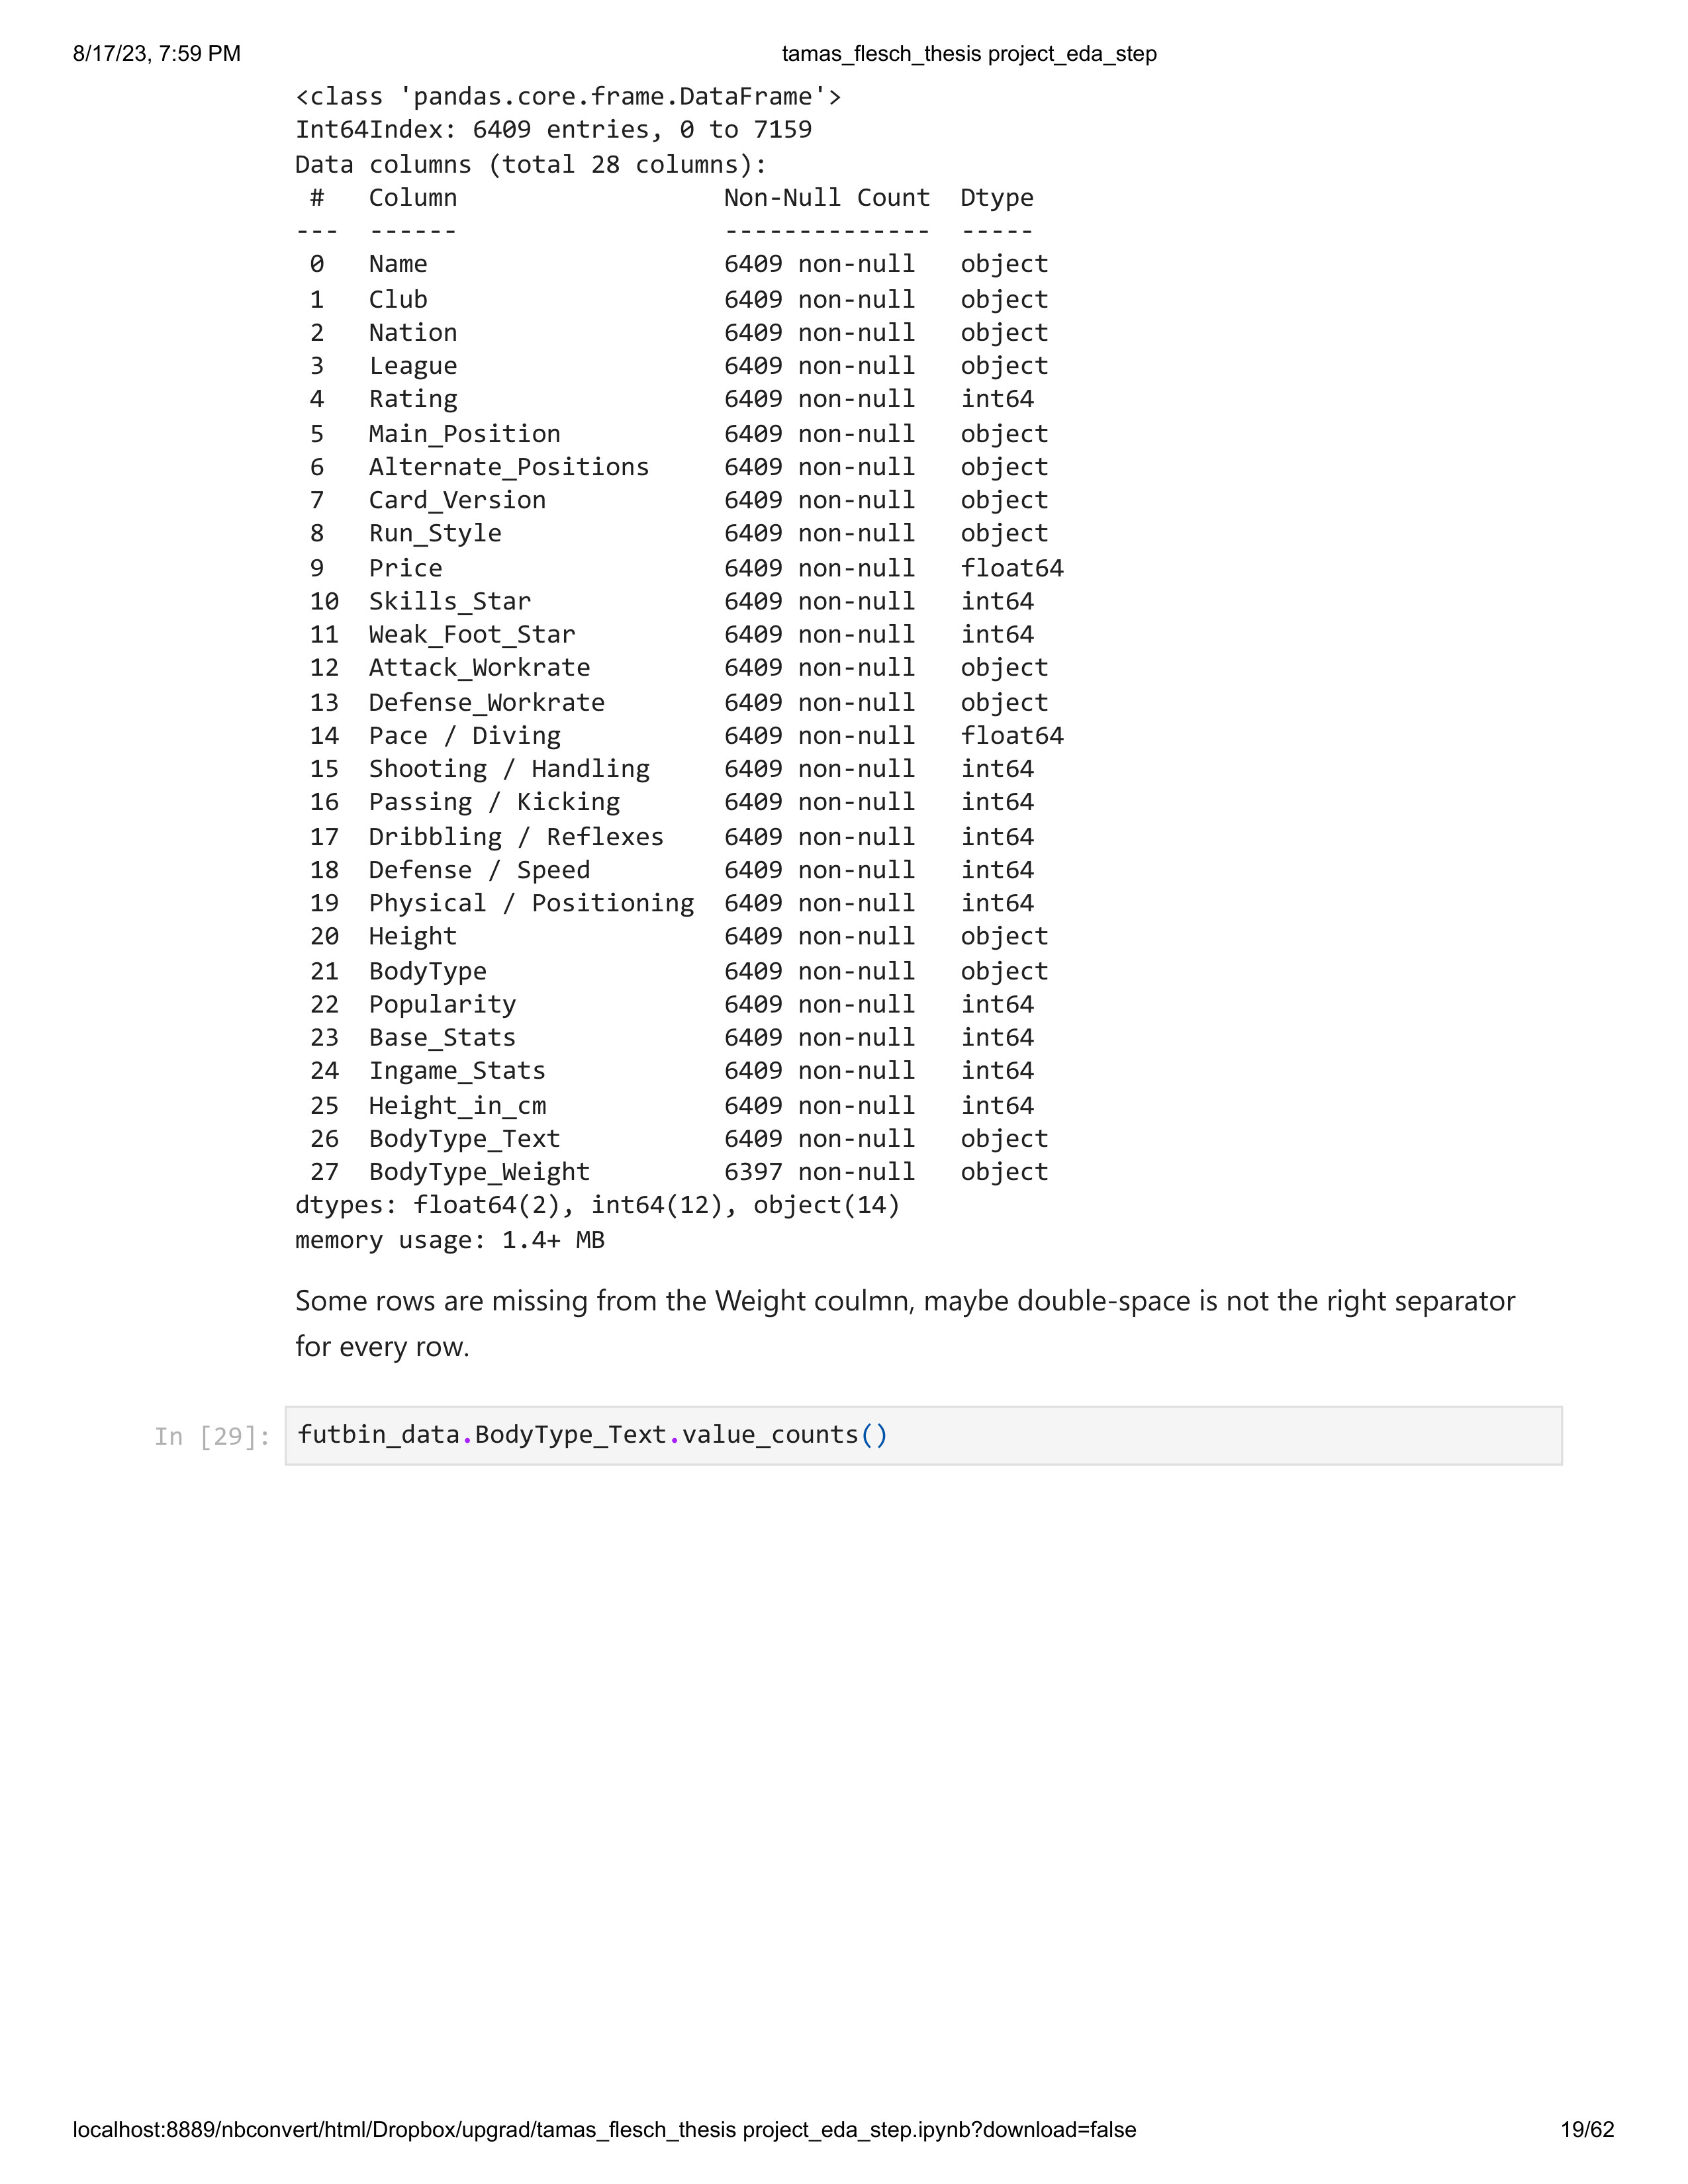 8/17/23, 7:59 PM tamas_flesch_thesis project_eda_step
<class 'pandas.core.frame.DataFrame'>
Int64Index: 6409 entries, 0 to 7159
Data columns (total 28 columns):
 #   Column                  Non-Null Count  Dtype
---  ------                  --------------  -----
 0   Name                    6409 non-null   object
 1   Club                    6409 non-null   object
 2   Nation                  6409 non-null   object
 3   League                  6409 non-null   object
 4   Rating                  6409 non-null   int64
 5   Main_Position           6409 non-null   object
 6   Alternate_Positions     6409 non-null   object
 7   Card_Version            6409 non-null   object
 8   Run_Style               6409 non-null   object
 9   Price                   6409 non-null   float64
 10  Skills_Star             6409 non-null   int64
 11  Weak_Foot_Star          6409 non-null   int64
 12  Attack_Workrate         6409 non-null   object
 13  Defense_Workrate        6409 non-null   object
 14  Pace / Diving           6409 non-null   float64
 15  Shooting / Handling     6409 non-null   int64
 16  Passing / Kicking       6409 non-null   int64
 17  Dribbling / Reflexes    6409 non-null   int64
 18  Defense / Speed         6409 non-null   int64
 19  Physical / Positioning  6409 non-null   int64
 20  Height                  6409 non-null   object
 21  BodyType                6409 non-null   object
 22  Popularity              6409 non-null   int64
 23  Base_Stats              6409 non-null   int64
 24  Ingame_Stats            6409 non-null   int64
 25  Height_in_cm            6409 non-null   int64
 26  BodyType_Text           6409 non-null   object
 27  BodyType_Weight         6397 non-null   object
dtypes: float64(2), int64(12), object(14)
memory usage: 1.4+ MB
Some rows are missing from the Weight coulmn, maybe double-space is not the right separator
for every row.
In [29]: futbin_data.BodyType_Text.value_counts()
localhost:8889/nbconvert/html/Dropbox/upgrad/tamas_flesch_thesis project_eda_step.ipynb?download=false 19/62